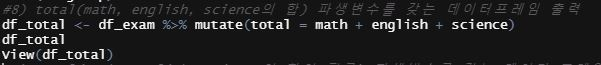 #8) total(math, english, science의 합) 파생변수를 갖는 데이터프레임 출력
df_total <- df_exam %>% mutate(total = math + english + science)
df_total
View(df_total)